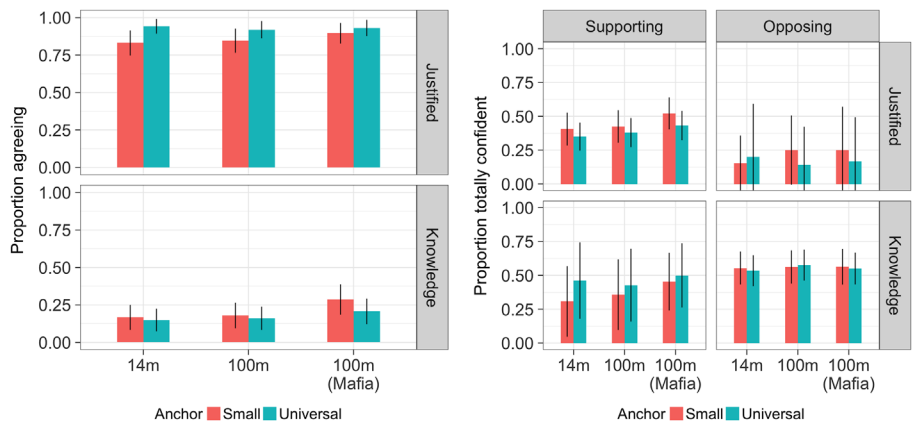 Proportion agreeing
1.00
0.75
0.50
0.25
0.00
Justified
1.00
0.75
0.50
0.25
0.00
Knowledge
14m
100m
100m
(Mafia)
Anchor Small Universal
Proportion totally confident
Supporting
Opposing
1.00
0.75
0.50
0.25
0.00
Justified
1.00
0.75
0.50
0.25
0.00
Knowledge
14m
100m
100m
(Mafia)
14m
100m
100m
(Mafia)
Anchor Small Universal